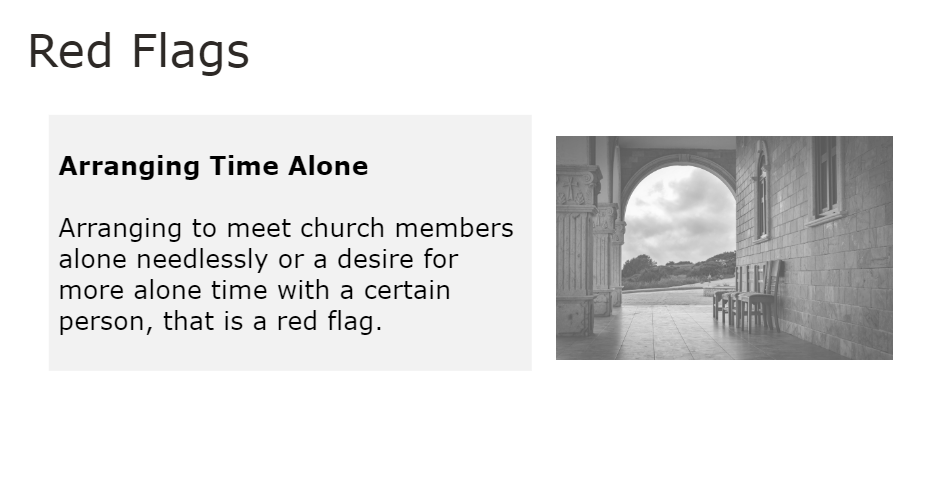 Red Flags
Arranging Time Alone
Arranging to meet church members
alone needlessly or a desire for
more alone time with a certain
person, that is a red flag.